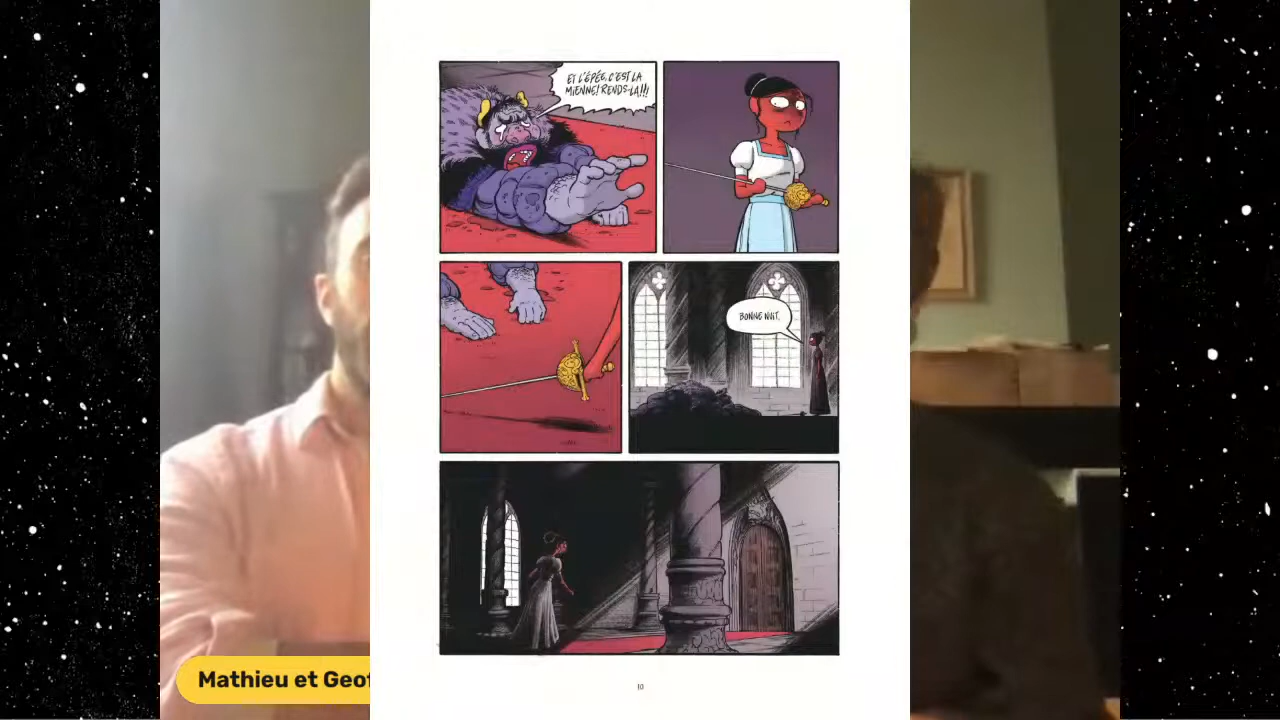 ET L'ÉPÉE, C'EST LA
MIENNE! RENDS-LA!!!
BONNE NUIT.
10
Mathieu et Geof